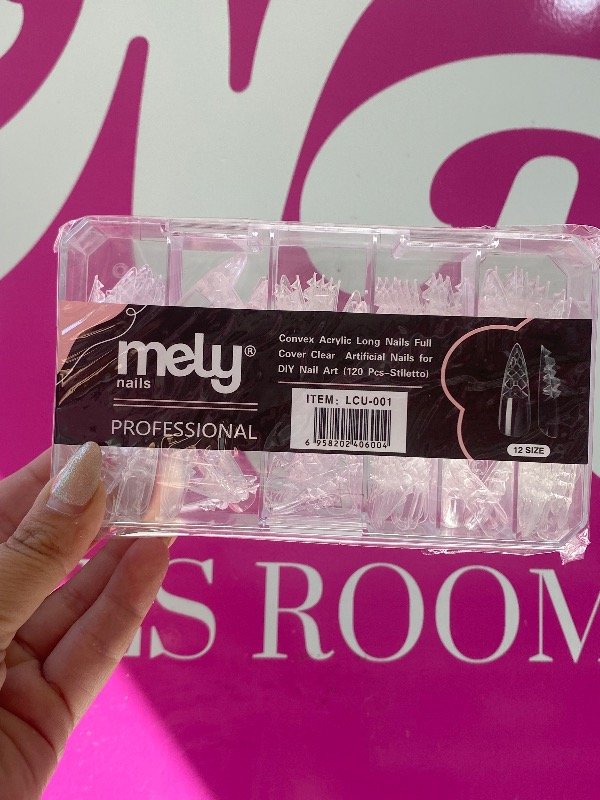 mely®
nails
PROFESSIONAL
Convex Acrylic Long Nails Full
Cover Clear Artificial Nails for
DIY Nail Art (120 Pcs-Stiletto)
ITEM: LCU-001
6 958202 406004
12 SIZE
LS ROOM